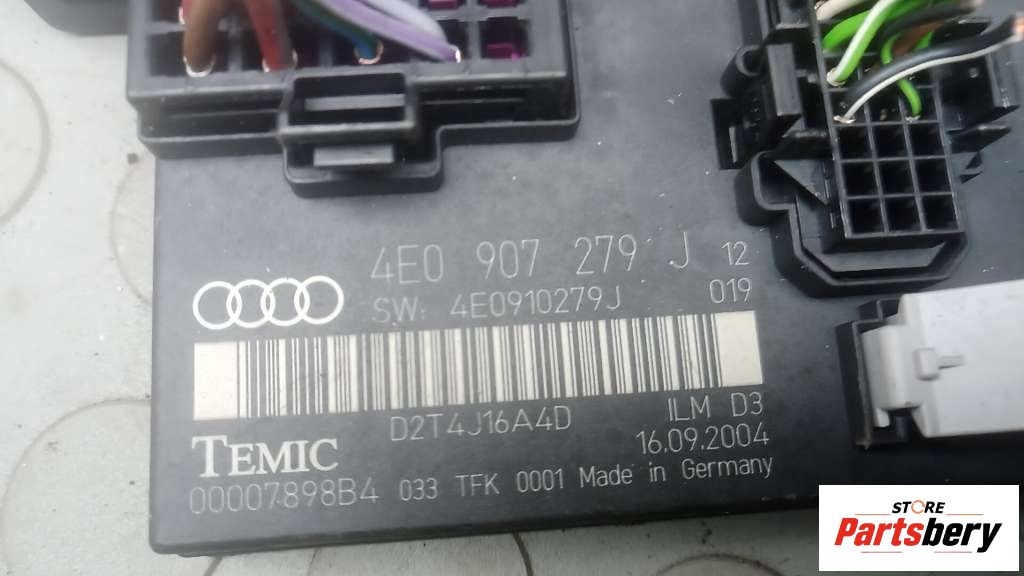 4E0 907 279 J 12
SW: 4E0910279J 019
D2T4J16A4D ILM D3
TEMIC 16.09.2004
00007898B4 033 TFK 0001 Made in Germany
STORE
Partsbery